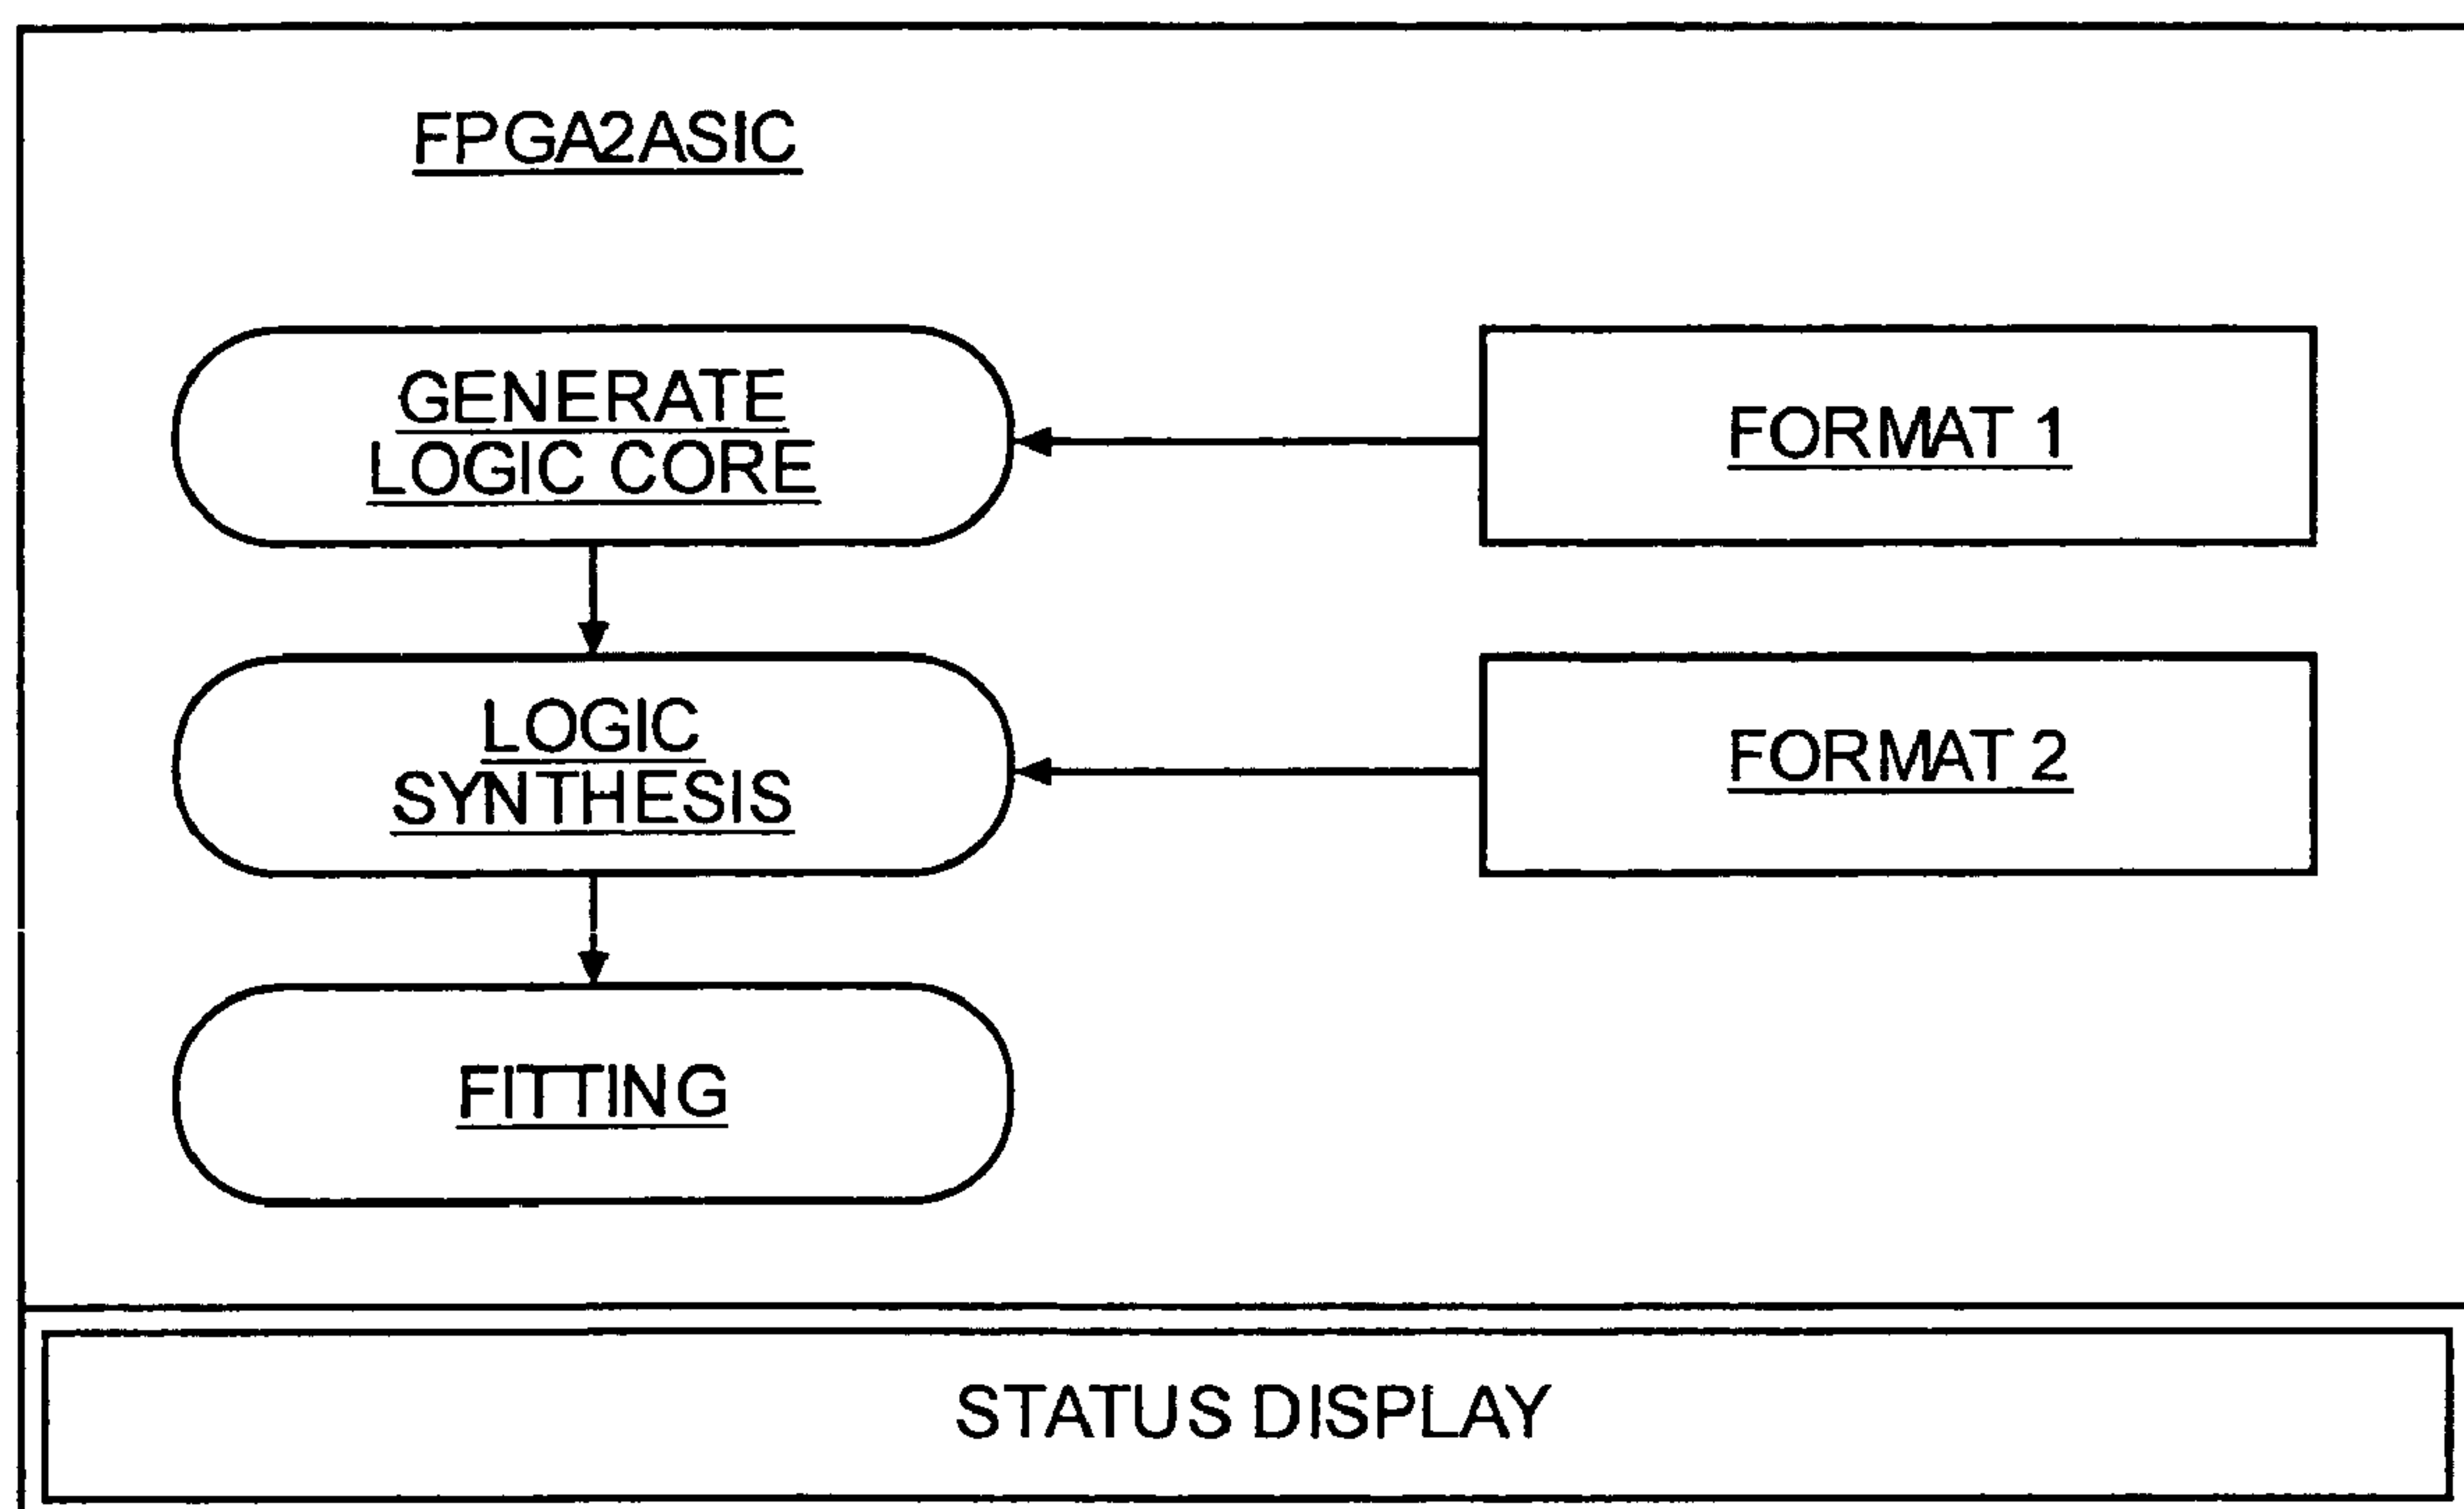 FPGA2ASIC
GENERATE
LOGIC CORE
FORMAT 1
LOGIC
SYNTHESIS
FORMAT 2
FITTING
STATUS DISPLAY